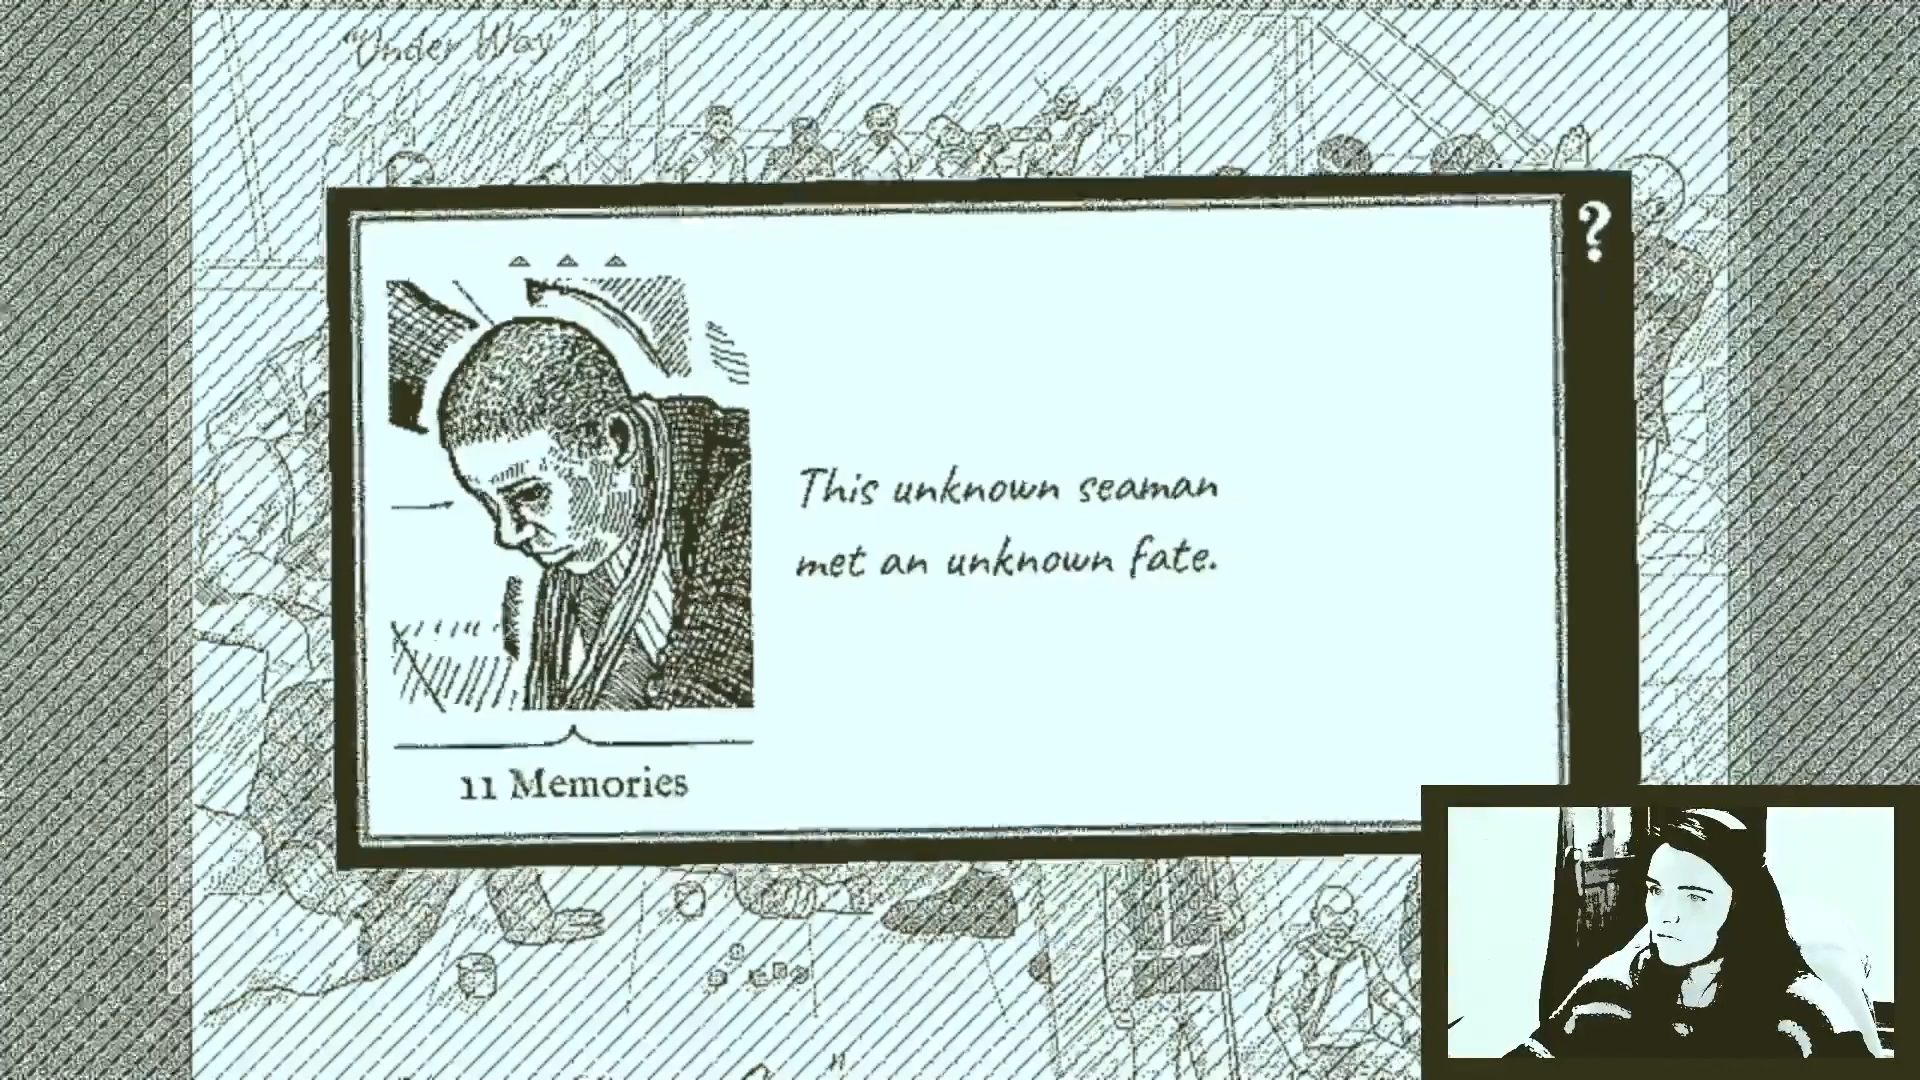 "Under Way"
?
This unknown seaman
met an unknown fate.
11 Memories